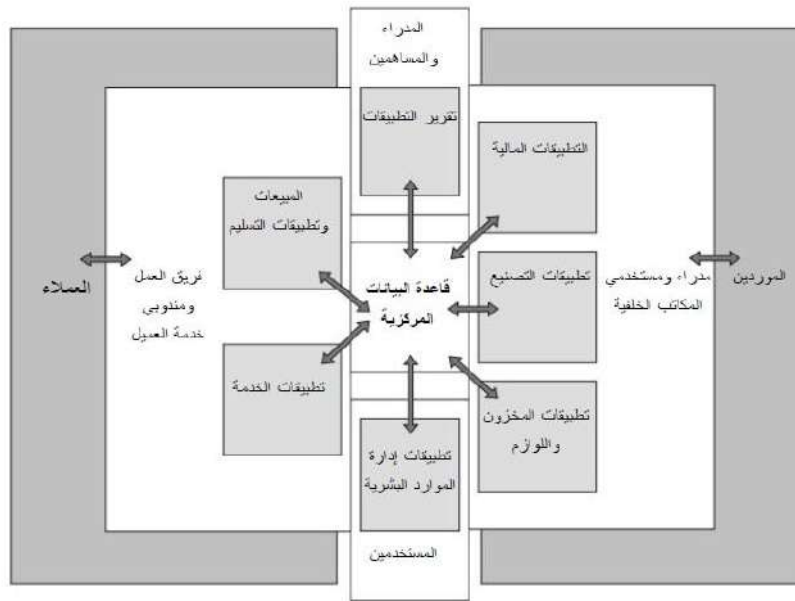 المدراء
والمساهمين
تقرير التطبيقات
التطبيقات المالية
المبيعات
وتطبيقات التسليم
الموردين
مدراء ومستخدمي
المكاتب الخلفية
تطبيقات التصنيع
قاعدة البيانات
المركزية
فريق العمل
ومندوبي
خدمة العميل
العملاء
تطبيقات الخدمة
تطبيقات المخزون
واللوازم
تطبيقات إدارة
الموارد البشرية
المستخدمين